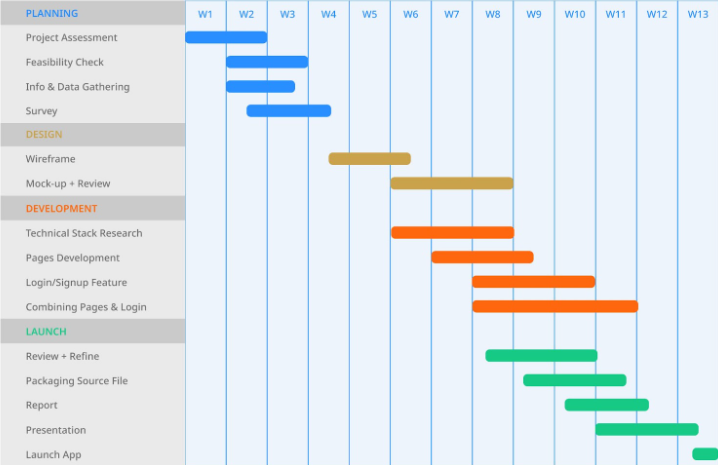 PLANNING W1 W2 W3 W4 W5 W6 W7 W8 W9 W10 W11 W12 W13
Project Assessment
Feasibility Check
Info & Data Gathering
Survey
DESIGN
Wireframe
Mock-up + Review
DEVELOPMENT
Technical Stack Research
Pages Development
Login/Signup Feature
Combining Pages & Login
LAUNCH
Review + Refine
Packaging Source File
Report
Presentation
Launch App